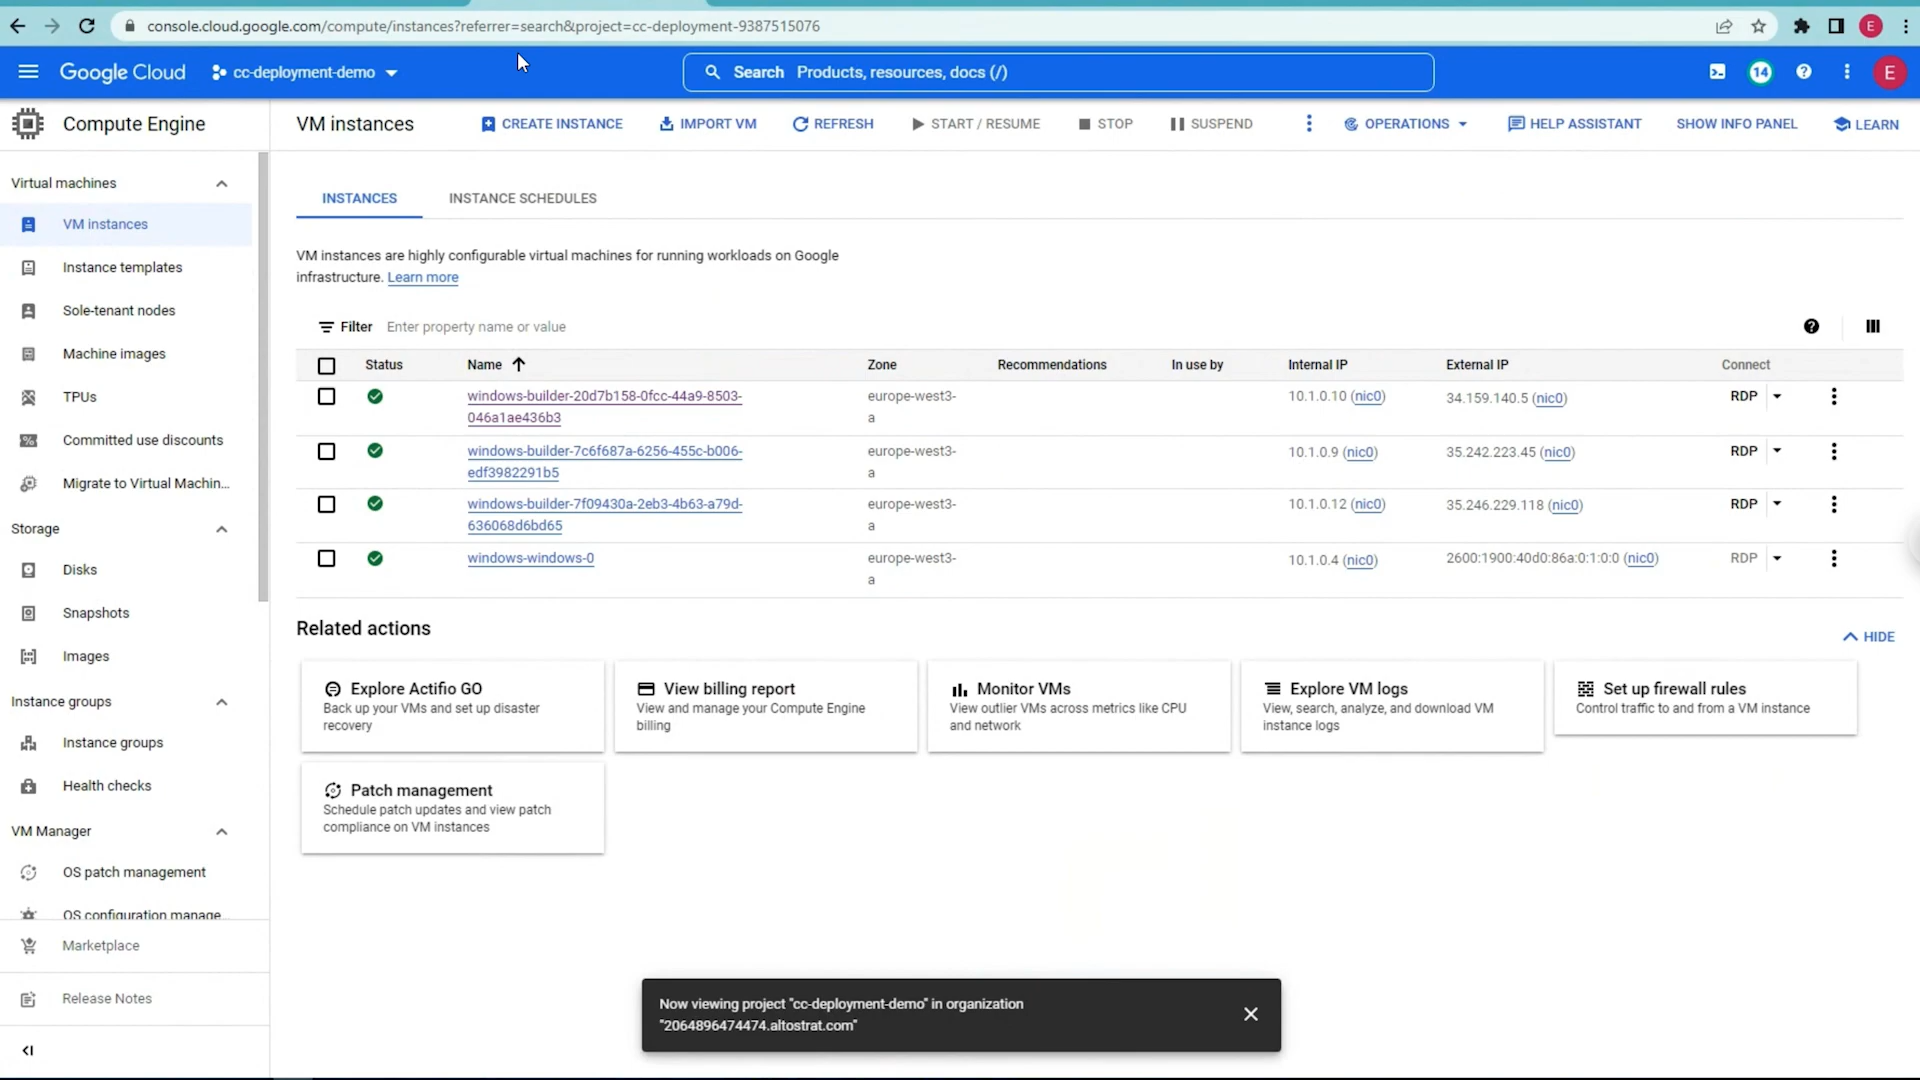 console.cloud.google.com/compute/instances?referrer=search&project=cc-deployment-9387515076
E
Google Cloud
cc-deployment-demo
Search Products, resources, docs (/)
14
E
Compute Engine
VM instances
CREATE INSTANCE
IMPORT VM
REFRESH
START / RESUME
STOP
SUSPEND
OPERATIONS
HELP ASSISTANT
SHOW INFO PANEL
LEARN
Virtual machines
VM instances
Instance templates
Sole-tenant nodes
Machine images
TPUs
Committed use discounts
Migrate to Virtual Machin...
Storage
Disks
Snapshots
Images
Instance groups
Instance groups
Health checks
VM Manager
OS patch management
OS configuration manage...
Marketplace
Release Notes
INSTANCES
INSTANCE SCHEDULES
VM instances are highly configurable virtual machines for running workloads on Google
infrastructure. Learn more
Filter Enter property name or value
Status Name Zone Recommendations In use by Internal IP External IP Connect
windows-builder-20d7b158-0fcc-44a9-8503- europe-west3- 10.1.0.10 (nic0) 34.159.140.5 (nic0) RDP
046a1ae436b3 a
windows-builder-7c6f687a-6256-455c-b006- europe-west3- 10.1.0.9 (nic0) 35.242.223.45 (nic0) RDP
edf3982291b5 a
windows-builder-7f09430a-2eb3-4b63-a79d- europe-west3- 10.1.0.12 (nic0) 35.246.229.118 (nic0) RDP
636068d6bd65 a
windows-windows-0 europe-west3- 10.1.0.4 (nic0) 2600:1900:40d0:86a:0:1:0:0 (nic0) RDP
a
Related actions
HIDE
Explore Actifio GO
Back up your VMs and set up disaster
recovery
View billing report
View and manage your Compute Engine
billing
Monitor VMs
View outlier VMs across metrics like CPU
and network
Explore VM logs
View, search, analyze, and download VM
instance logs
Set up firewall rules
Control traffic to and from a VM instance
Patch management
Schedule patch updates and view patch
compliance on VM instances
Now viewing project "cc-deployment-demo" in organization
"2064896474474.altostrat.com"